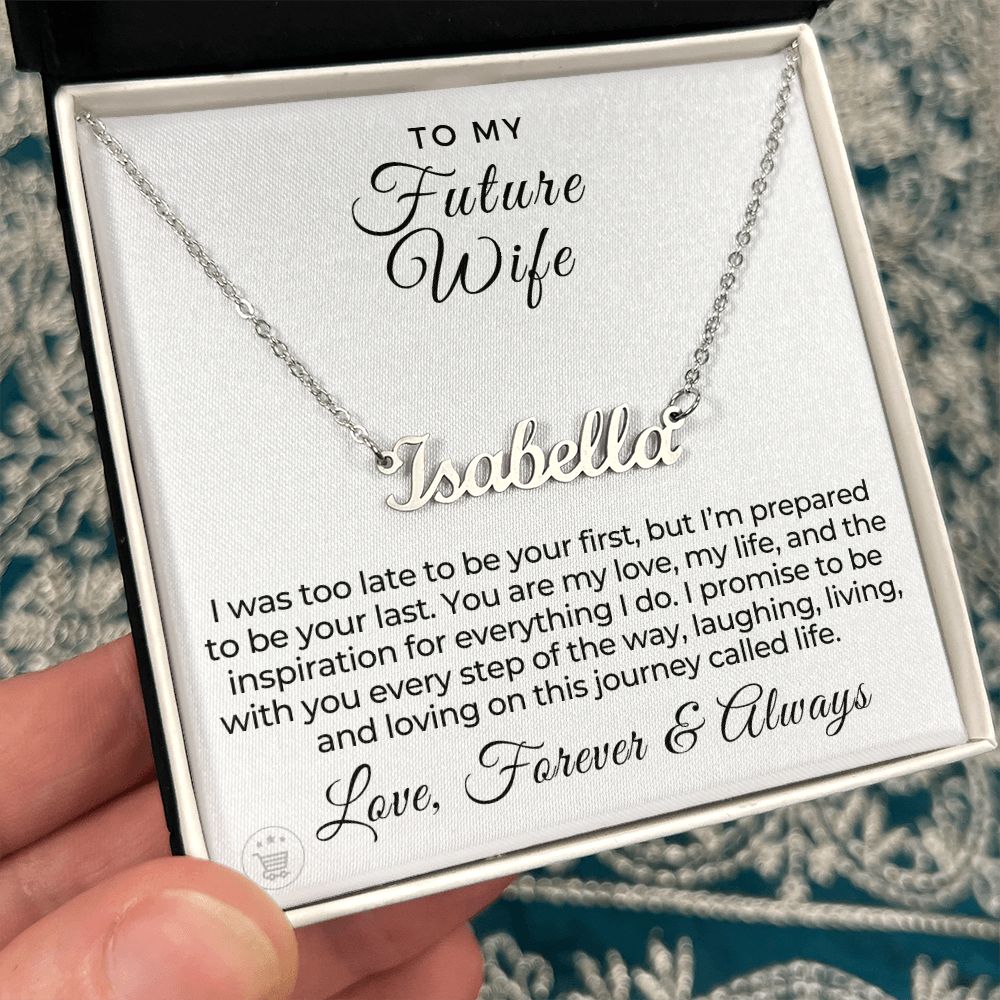 TO MY
Future
Wife
Isabella
I was too late to be your first, but I’m prepared
to be your last. You are my love, my life, and the
inspiration for everything I do. I promise to be
with you every step of the way, laughing, living,
and loving on this journey called life.
Love, Forever & Always